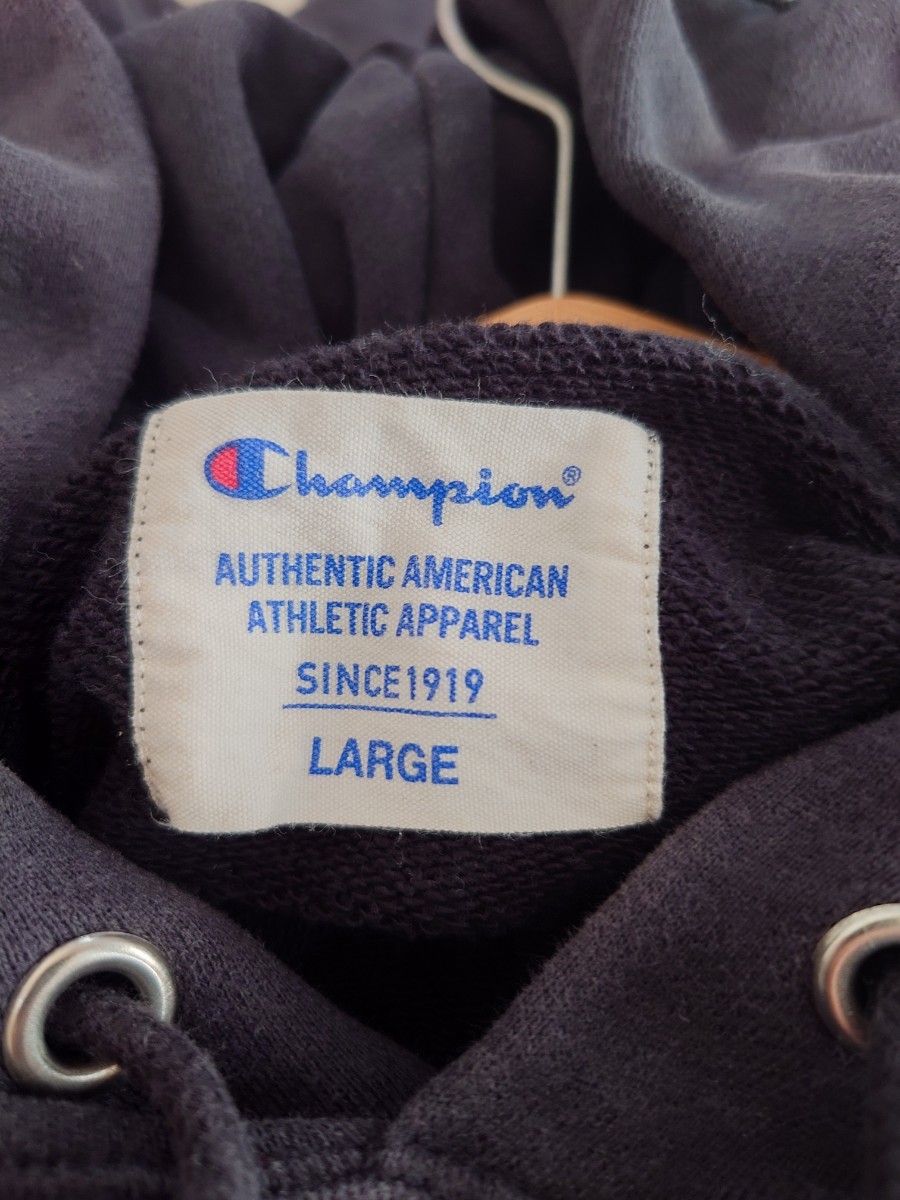 Champion®
AUTHENTIC AMERICAN
ATHLETIC APPAREL
SINCE1919
LARGE